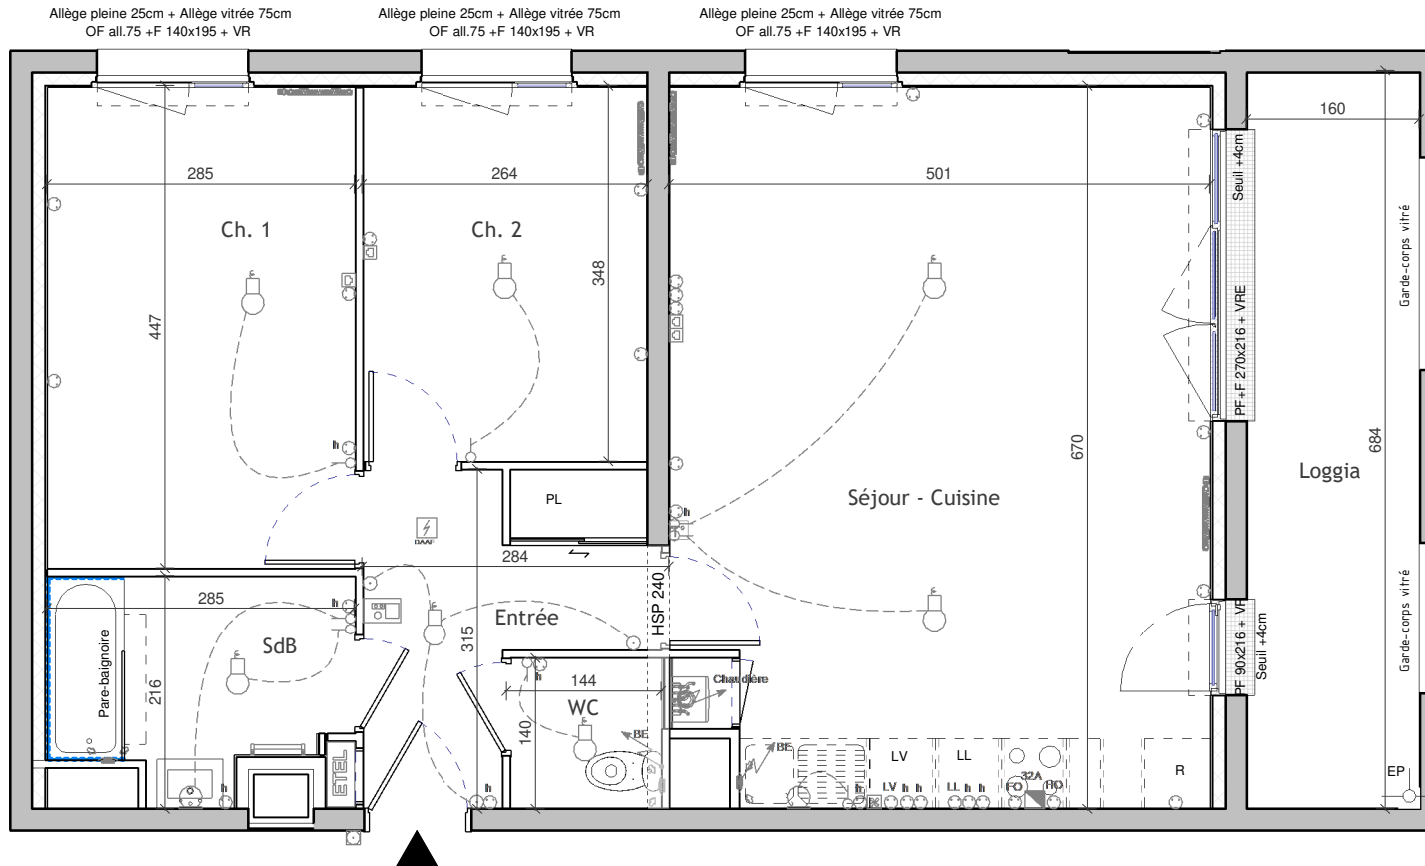 Allège pleine 25cm + Allège vitrée 75cm
OF all.75 +F 140x195 + VR
Allège pleine 25cm + Allège vitrée 75cm
OF all.75 +F 140x195 + VR
Allège pleine 25cm + Allège vitrée 75cm
OF all.75 +F 140x195 + VR
160
Seuil +4cm
285
264
501
Garde-corps vitré
Ch. 1
Ch. 2
348
447
PF+F 270x216 + VRE
670
684
Loggia
Séjour - Cuisine
PL
h
h
DAAF
284
HSP 240
285
h
Entrée
315
SdB
Pare-baignoire
216
Garde-corps vitré
PF 90x216 + VR
Seuil +4cm
h
144
WC
140
Chaudière
BE
BE
ETEL
LV
LL
R
EP
32A
h
h
h
LV h h
LL h h
FO
RO